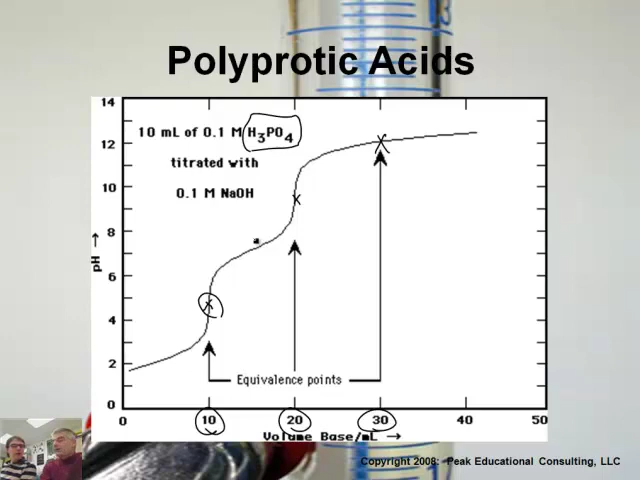 Polyprotic Acids
14
12
10
8
6
4
2
0
pH →
10 mL of 0.1 M H3PO4
titrated with
0.1 M NaOH
Equivalence points
0 10 20 30 40 50
Volume Base/mL →
Copyright 2008: Peak Educational Consulting, LLC